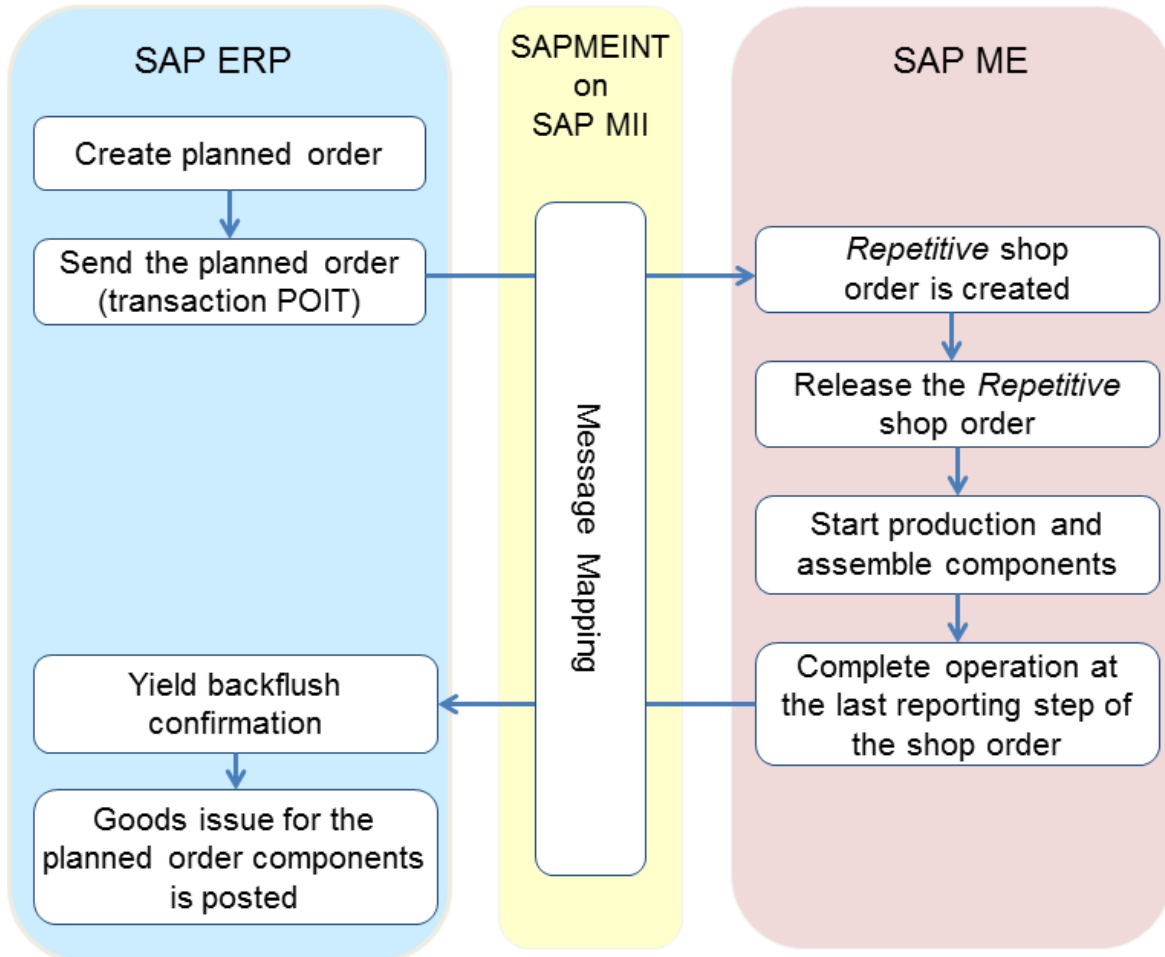 SAP ERP
Create planned order
Send the planned order
(transaction POIT)
Yield backflush
confirmation
Goods issue for the
planned order components
is posted
SAPMEINT
on
SAP MII
Message Mapping
SAP ME
Repetitive shop
order is created
Release the Repetitive
shop order
Start production and
assemble components
Complete operation at
the last reporting step of
the shop order